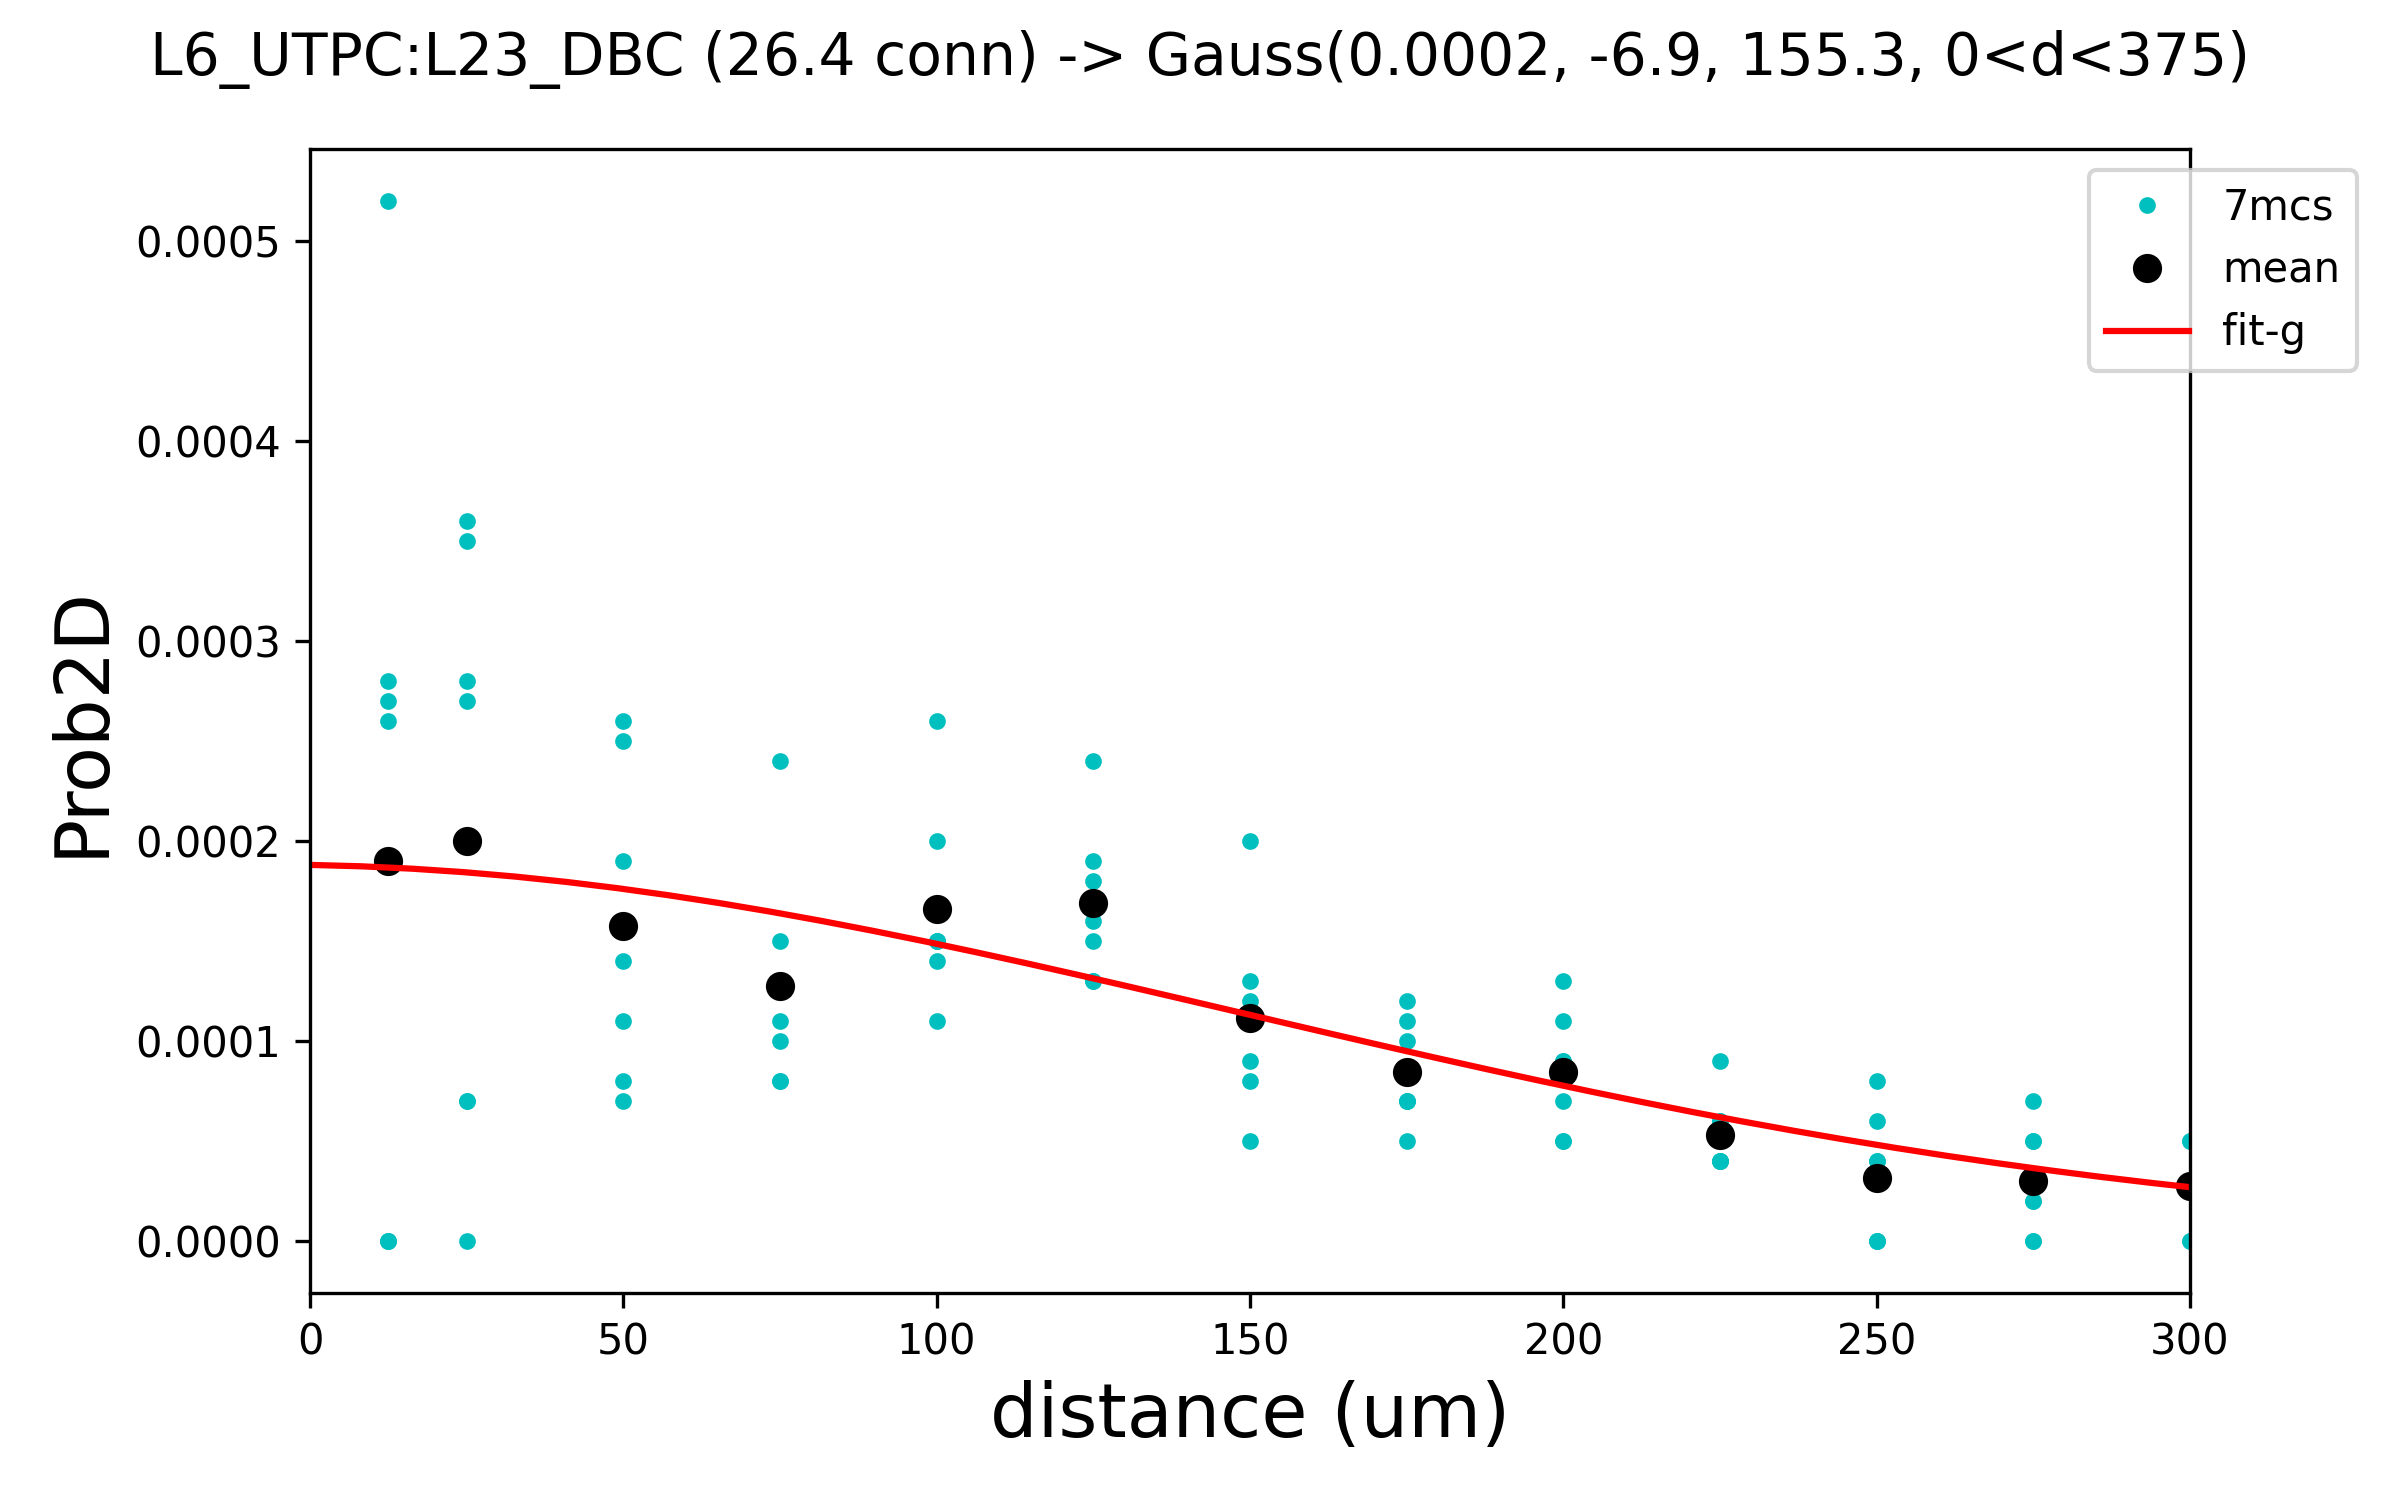 L6_UTPC:L23_DBC (26.4 conn) -> Gauss(0.0002, -6.9, 155.3, 0<d<375)
7mcs
mean
fit-g
Prob2D
0.0005
0.0004
0.0003
0.0002
0.0001
0.0000
0 50 100 150 200 250 300
distance (um)